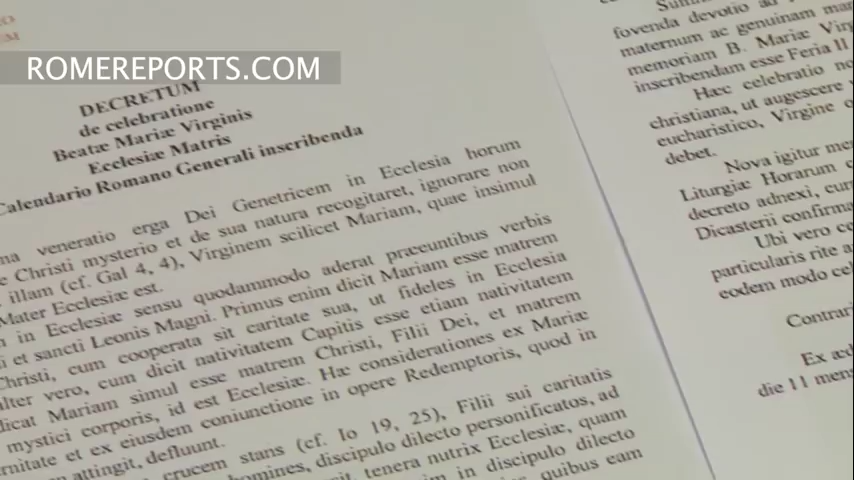 ROMEREPORTS.COM
DECRETUM
de celebratione
Beatæ Mariæ Virginis
Ecclesiæ Matris
Calendario Romano Generali inscribenda
veneratio erga Dei Genetricem in Ecclesia horum
Christi mysterio et de sua natura recogitaret, ignorare non
illam (cf. Gal 4, 4), Virginem scilicet Mariam, quae insimul
Mater Ecclesiæ est.
in Ecclesiæ sensu quodammodo aderat præeuntibus verbis
et sancti Leonis Magni. Primus enim dicit Mariam esse matrem
Christi, cum cooperata sit caritate sua, ut fideles in Ecclesia
alter vero, cum dicit nativitatem Capitis esse etiam nativitatem
Mariam simul esse matrem Christi, Filii Dei, et matrem
mystici corporis, id est Ecclesiæ. Hæ considerationes ex Mariæ
et ex eiusdem coniunctione in opere Redemptoris, quod in
attingit, defluunt.
crucem stans (cf. Io 19, 25), Filii sui caritatis
homines, discipulo dilecto personificatos, ad
tenera nutrix Ecclesiæ, quam
in discipulo dilecto
quibus eam
fovenda devotio ad
maternum ac genuinam
memoriam B. Mariæ
inscribendam esse Feria II
Hæc celebratio
christiana, ut augescere
eucharistico, Virgine
debet.
Nova igitur
Liturgiæ Horarum
decreto adnexi,
Dicasterii
Ubi vero
particularis rite
eodem modo
Ex
die 11